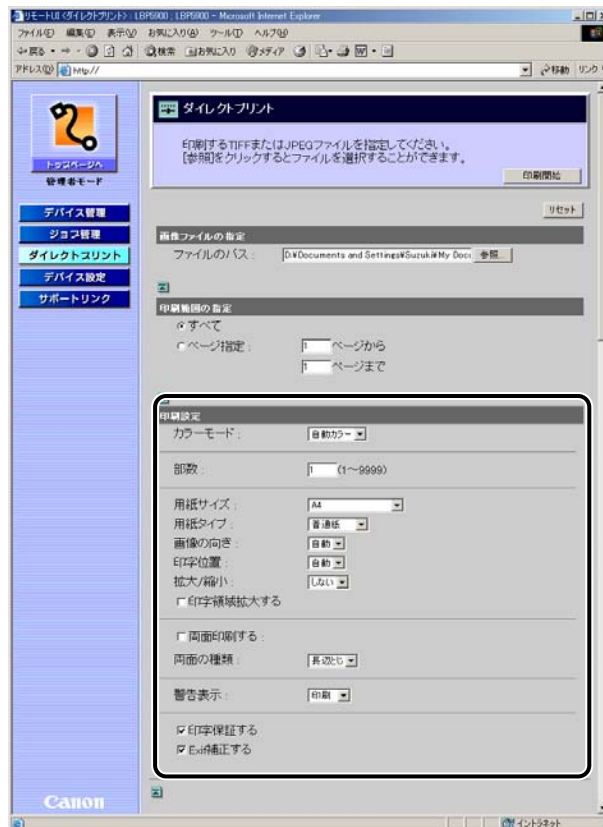 リモートUI<ダイレクトプリント> : LBP5900 ; LBP5900 - Microsoft Internet Explorer
ファイル(F) 編集(E) 表示(V) お気に入り(A) ツール(T) ヘルプ(H)
戻る 検索 お気に入り メディア
アドレス(D) http:// 移動 リンク
トップページへ
管理者モード
デバイス管理
ジョブ管理
ダイレクトプリント
デバイス設定
サポートリンク
Canon
ダイレクトプリント
印刷するTIFFまたはJPEGファイルを指定してください。
[参照]をクリックするとファイルを選択することができます。
印刷開始
リセット
画像ファイルの指定
ファイルのパス : D:¥Documents and Settings¥Suzuki¥My Doc 参照...
印刷範囲の指定
すべて
ページ指定 : 1 ページから
1 ページまで
印刷設定
カラーモード : 自動カラー
部数 : 1 (1～9999)
用紙サイズ : A4
用紙タイプ : 普通紙
画像の向き : 自動
印字位置 : 自動
拡大/縮小 : しない
印字領域拡大する
両面印刷する :
両面の種類 : 長辺とじ
警告表示 : 印刷
印字保証する
Exif補正する
イントラネット